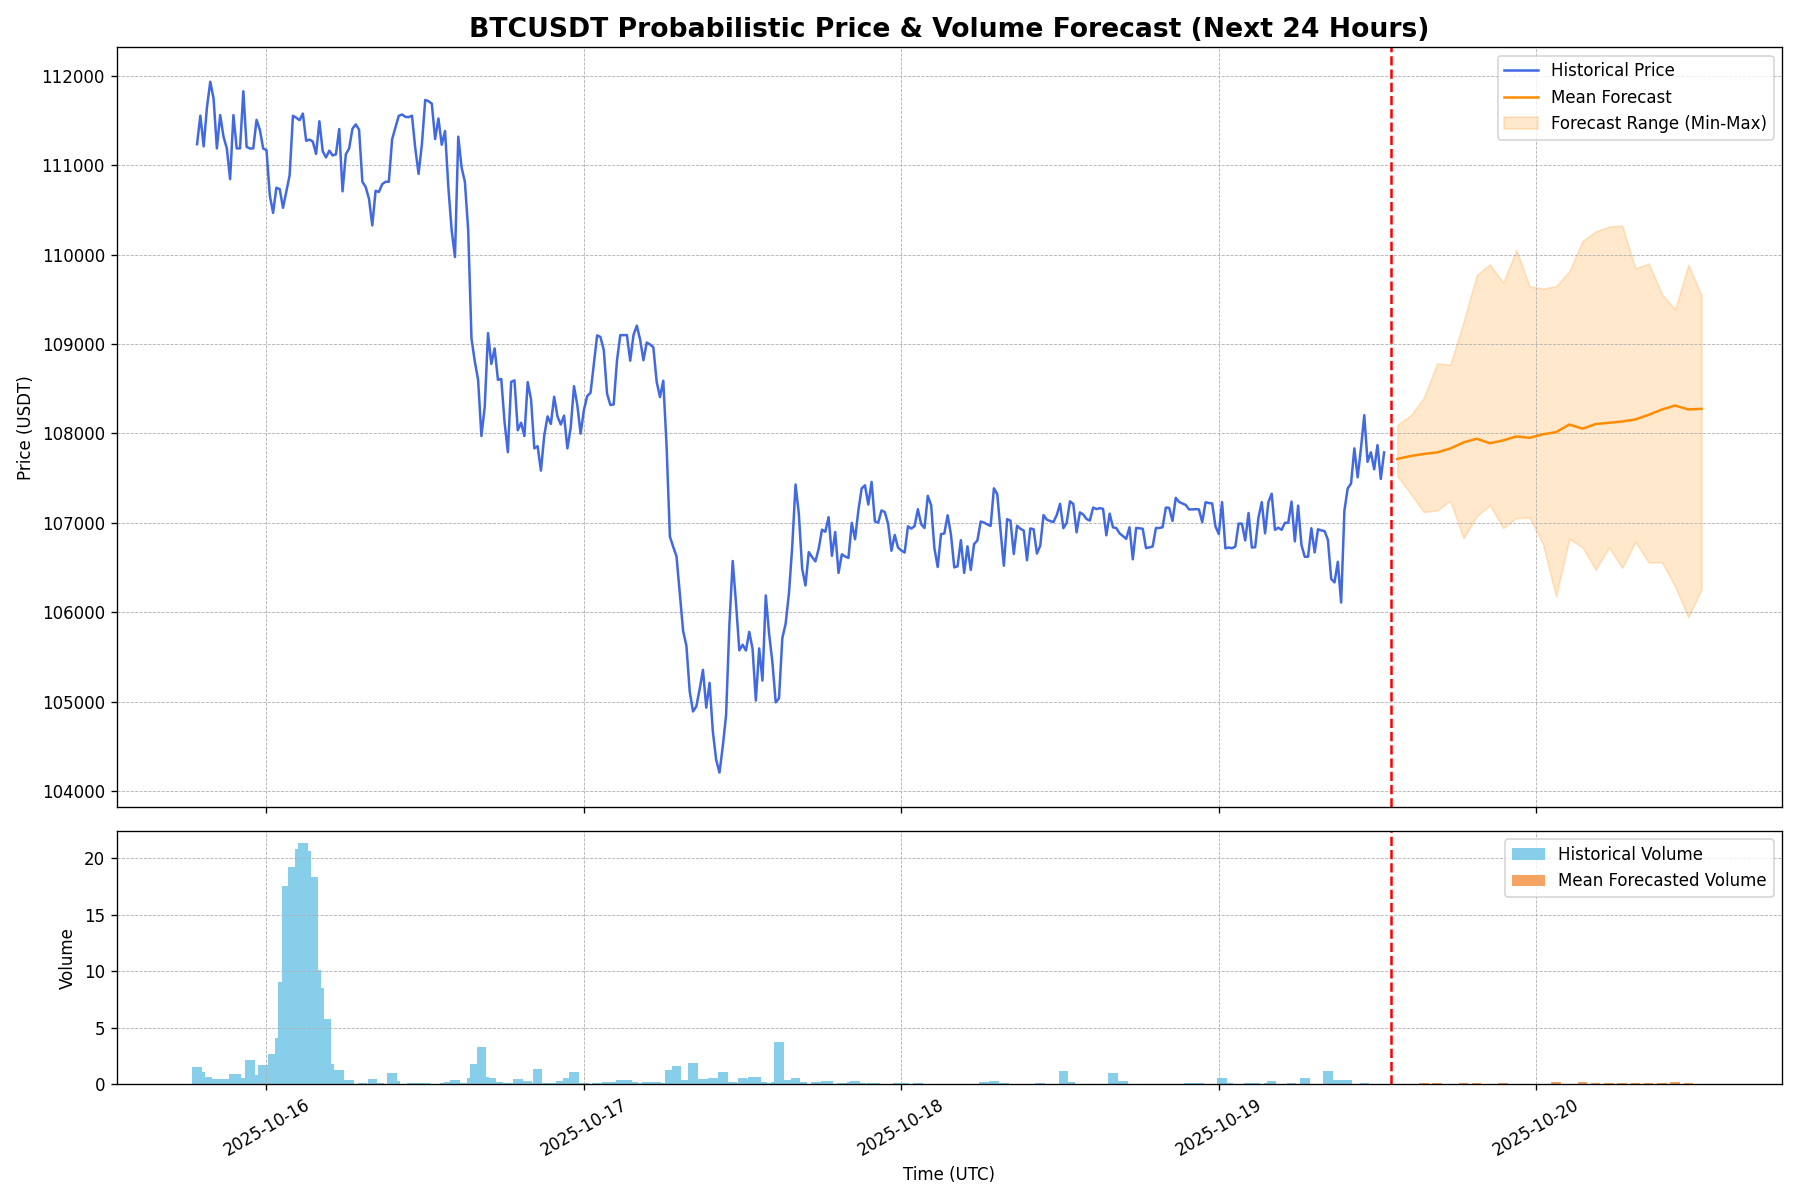 BTCUSDT Probabilistic Price & Volume Forecast (Next 24 Hours)
Historical Price
Mean Forecast
Forecast Range (Min-Max)
112000
111000
110000
109000
108000
107000
106000
105000
104000
Price (USDT)
Historical Volume
Mean Forecasted Volume
20
15
10
5
0
Volume
2025-10-16
2025-10-17
2025-10-18
2025-10-19
2025-10-20
Time (UTC)